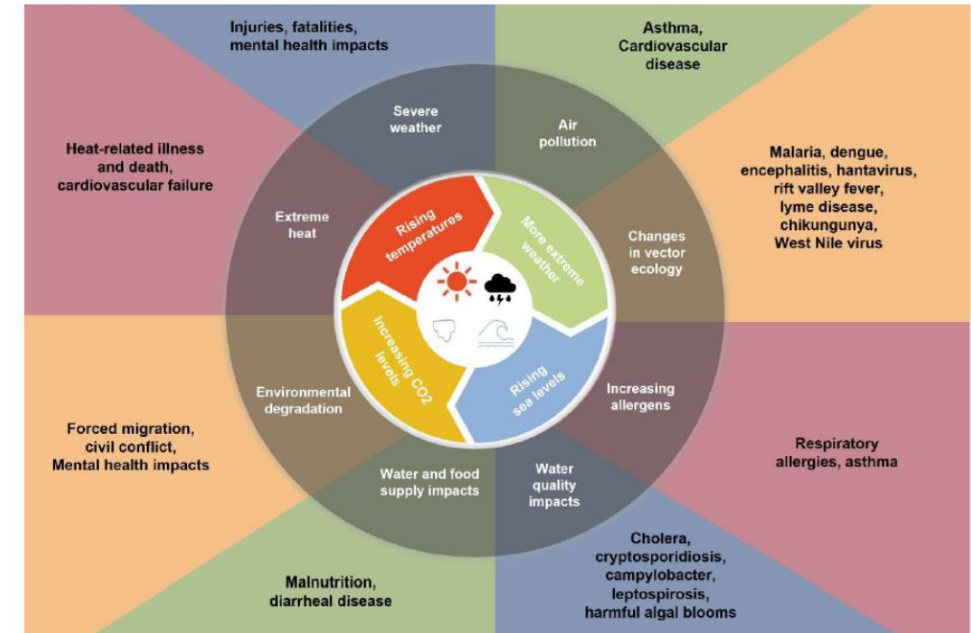 Injuries, fatalities,
mental health impacts
Asthma,
Cardiovascular
disease
Severe
weather
Air
pollution
Heat-related illness
and death,
cardiovascular failure
Malaria, dengue,
encephalitis, hantavirus,
rift valley fever,
lyme disease,
chikungunya,
West Nile virus
Extreme
heat
Rising
temperatures
More extreme
weather
Changes
in vector
ecology
Increasing CO2
levels
Rising
sea levels
Environmental
degradation
Increasing
allergens
Forced migration,
civil conflict,
Mental health impacts
Respiratory
allergies, asthma
Water and food
supply impacts
Water
quality
impacts
Malnutrition,
diarrheal disease
Cholera,
cryptosporidiosis,
campylobacter,
leptospirosis,
harmful algal blooms